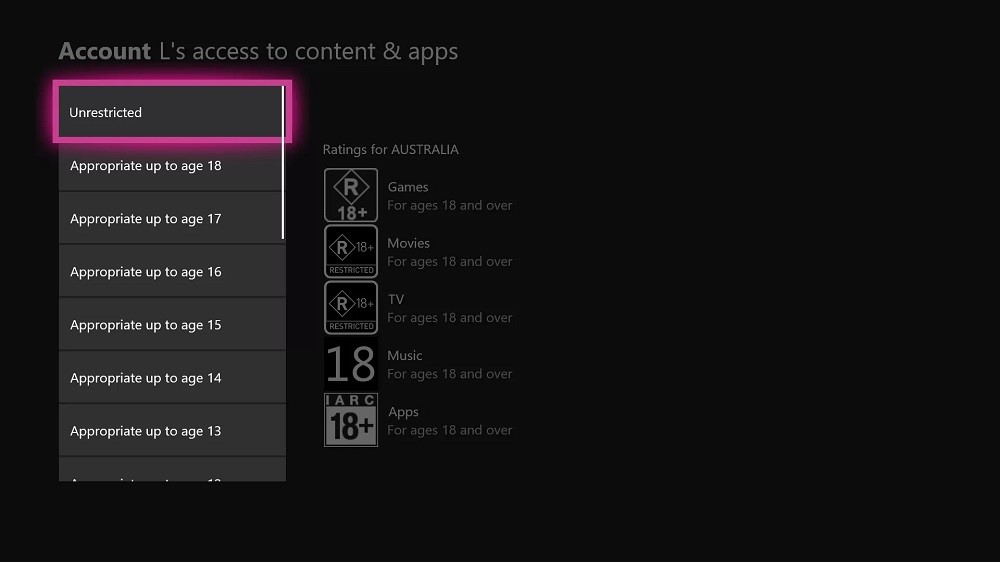 Account L's access to content & apps
Unrestricted
Appropriate up to age 18
Appropriate up to age 17
Appropriate up to age 16
Appropriate up to age 15
Appropriate up to age 14
Appropriate up to age 13
Ratings for AUSTRALIA
R
18+
Games
For ages 18 and over
R 18+
RESTRICTED
Movies
For ages 18 and over
R 18+
RESTRICTED
TV
For ages 18 and over
18
Music
For ages 18 and over
IARC
18+
Apps
For ages 18 and over